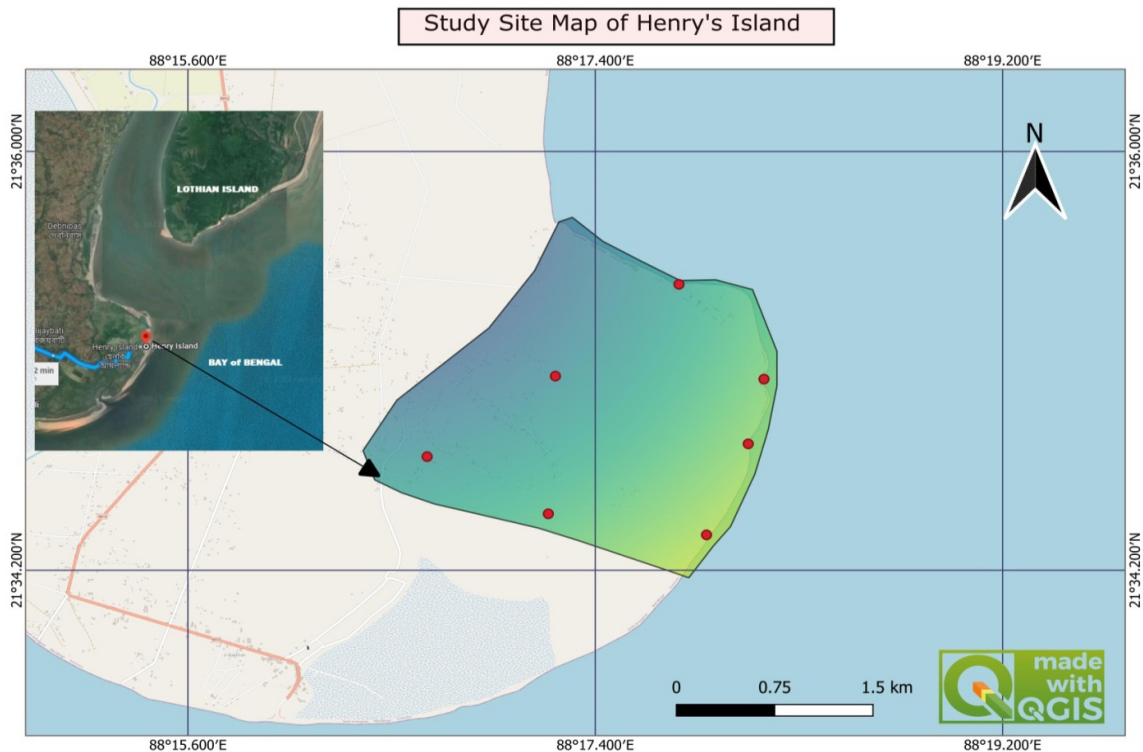 Study Site Map of Henry's Island
88°15.600′E
88°17.400′E
88°19.200′E
21°36.000′N
21°36.000′N
N
LOTHIAN ISLAND
Debnibas
Henry Island
Henry Island
BAY of BENGAL
2 min
21°34.200′N
21°34.200′N
0 0.75 1.5 km
made
with
QGIS
88°15.600′E
88°17.400′E
88°19.200′E